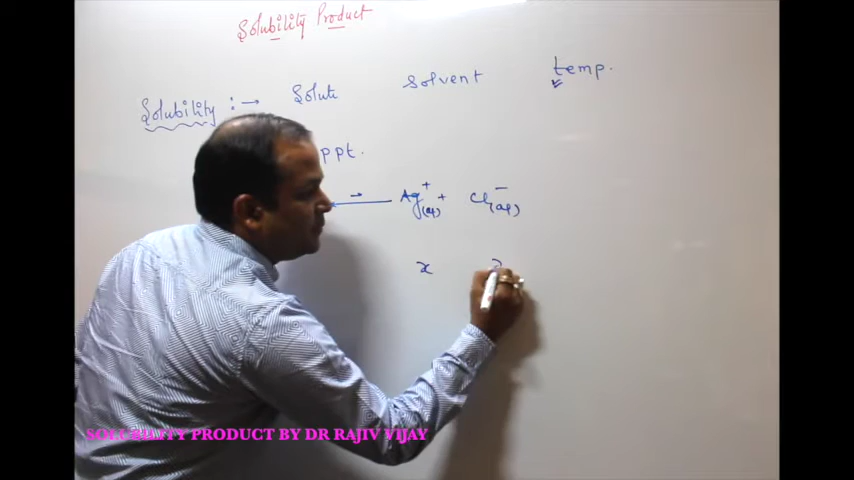 Solubility Product
Solubility :→ Solute Solvent temp.
ppt.
→ Ag⁺(aq) + Cl⁻(aq)
x
SOLUBILITY PRODUCT BY DR RAJIV VIJAY